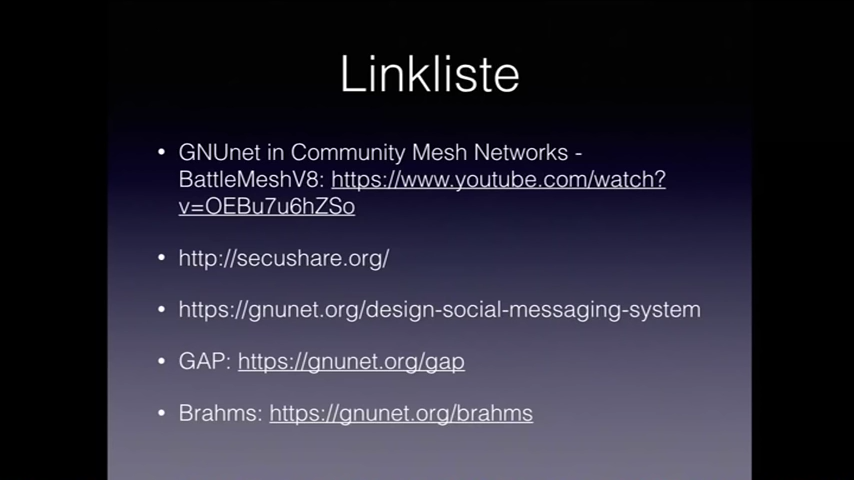 Linkliste
• GNUnet in Community Mesh Networks -
BattleMeshV8: https://www.youtube.com/watch?
v=OEBu7u6hZSo
• http://secushare.org/
• https://gnunet.org/design-social-messaging-system
• GAP: https://gnunet.org/gap
• Brahms: https://gnunet.org/brahms